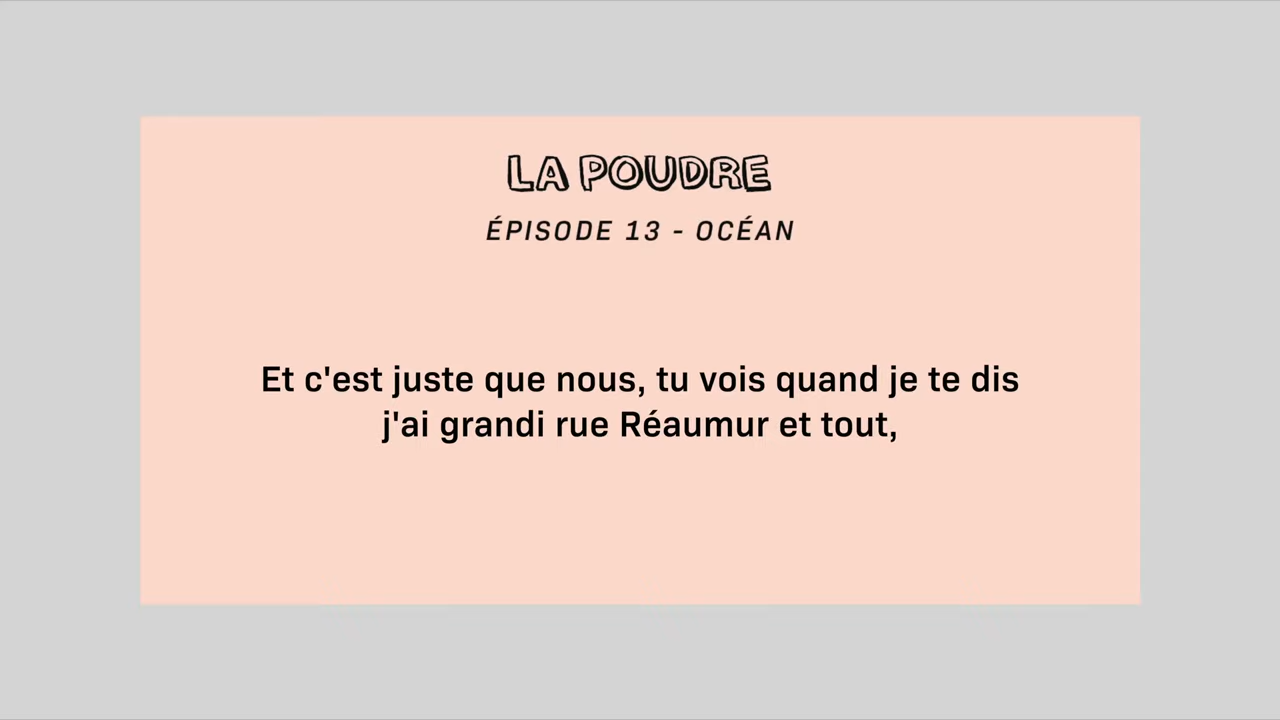 LA POUDRE
ÉPISODE 13 - OCÉAN
Et c'est juste que nous, tu vois quand je te dis
j'ai grandi rue Réaumur et tout,